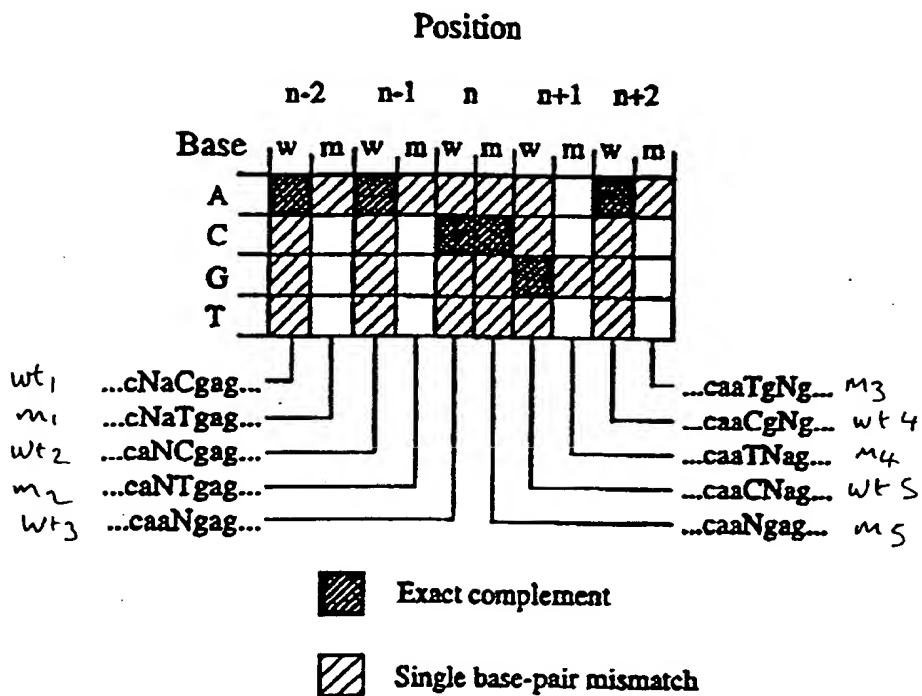 Position
n-2 n-1 n n+1 n+2
Base w m w m w m w m w m
A
C
G
T
wt1 ...cNaCgag...
m1 ...cNaTgag...
wt2 ...caNCgag...
m2 ...caNTgag...
wt3 ...caaNgag...
...caaTgNg... m3
...caaCgNg... wt4
...caaTNag... m4
...caaCNag... wt5
...caaNgag... m5
Exact complement
Single base-pair mismatch